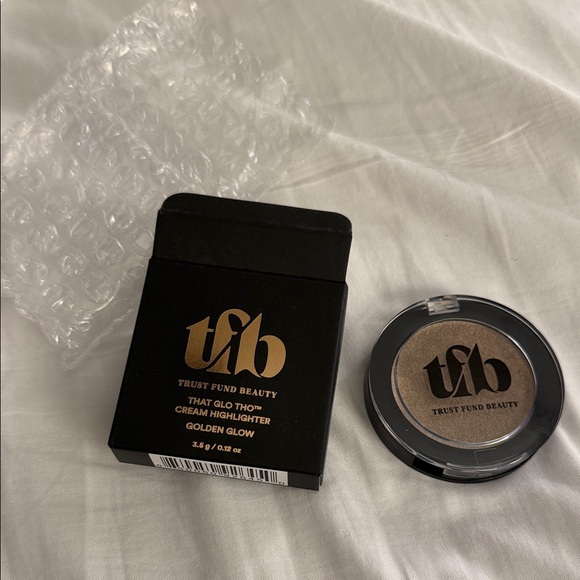 tfb
TRUST FUND BEAUTY
THAT GLO THO™
CREAM HIGHLIGHTER
GOLDEN GLOW
3.5 g / 0.12 oz
tfb
TRUST FUND BEAUTY